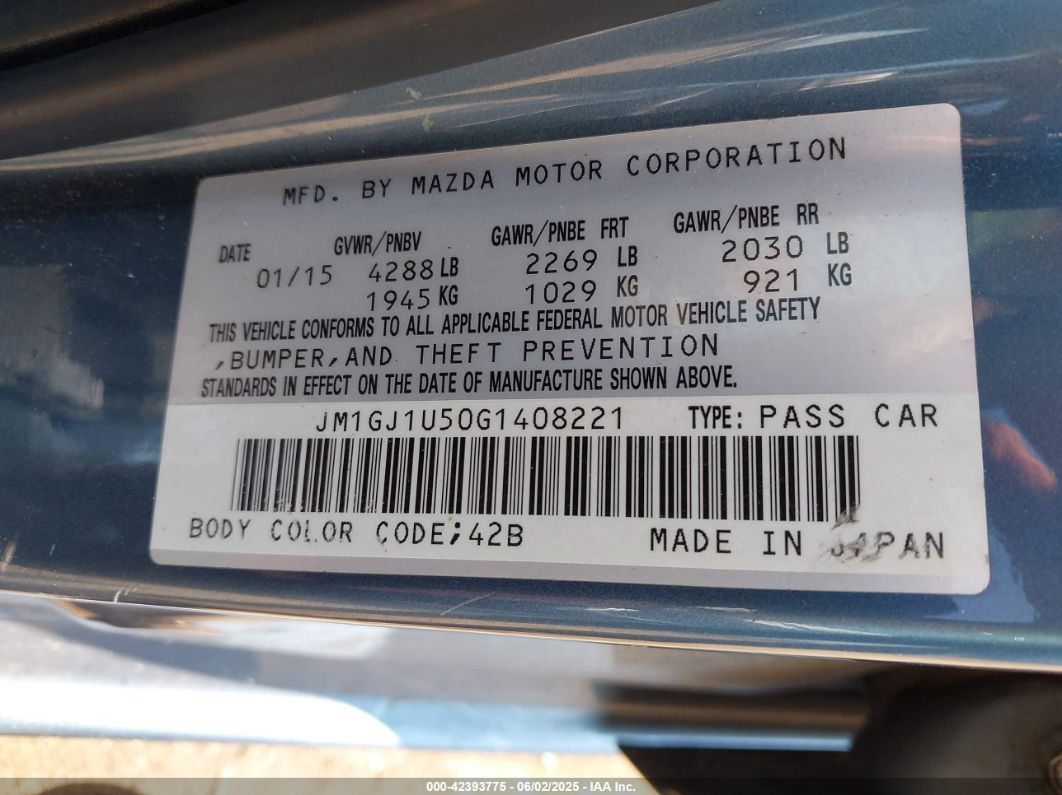 MFD. BY MAZDA MOTOR CORPORATION
DATE GVWR/PNBV GAWR/PNBE FRT GAWR/PNBE RR
01/15 4288 LB 2269 LB 2030 LB
1945 KG 1029 KG 921 KG
THIS VEHICLE CONFORMS TO ALL APPLICABLE FEDERAL MOTOR VEHICLE SAFETY
,BUMPER,AND THEFT PREVENTION
STANDARDS IN EFFECT ON THE DATE OF MANUFACTURE SHOWN ABOVE.
JM1GJ1U50G1408221 TYPE: PASS CAR
BODY COLOR CODE;42B MADE IN JAPAN
000-42393775 - 06/02/2025 - IAA Inc.